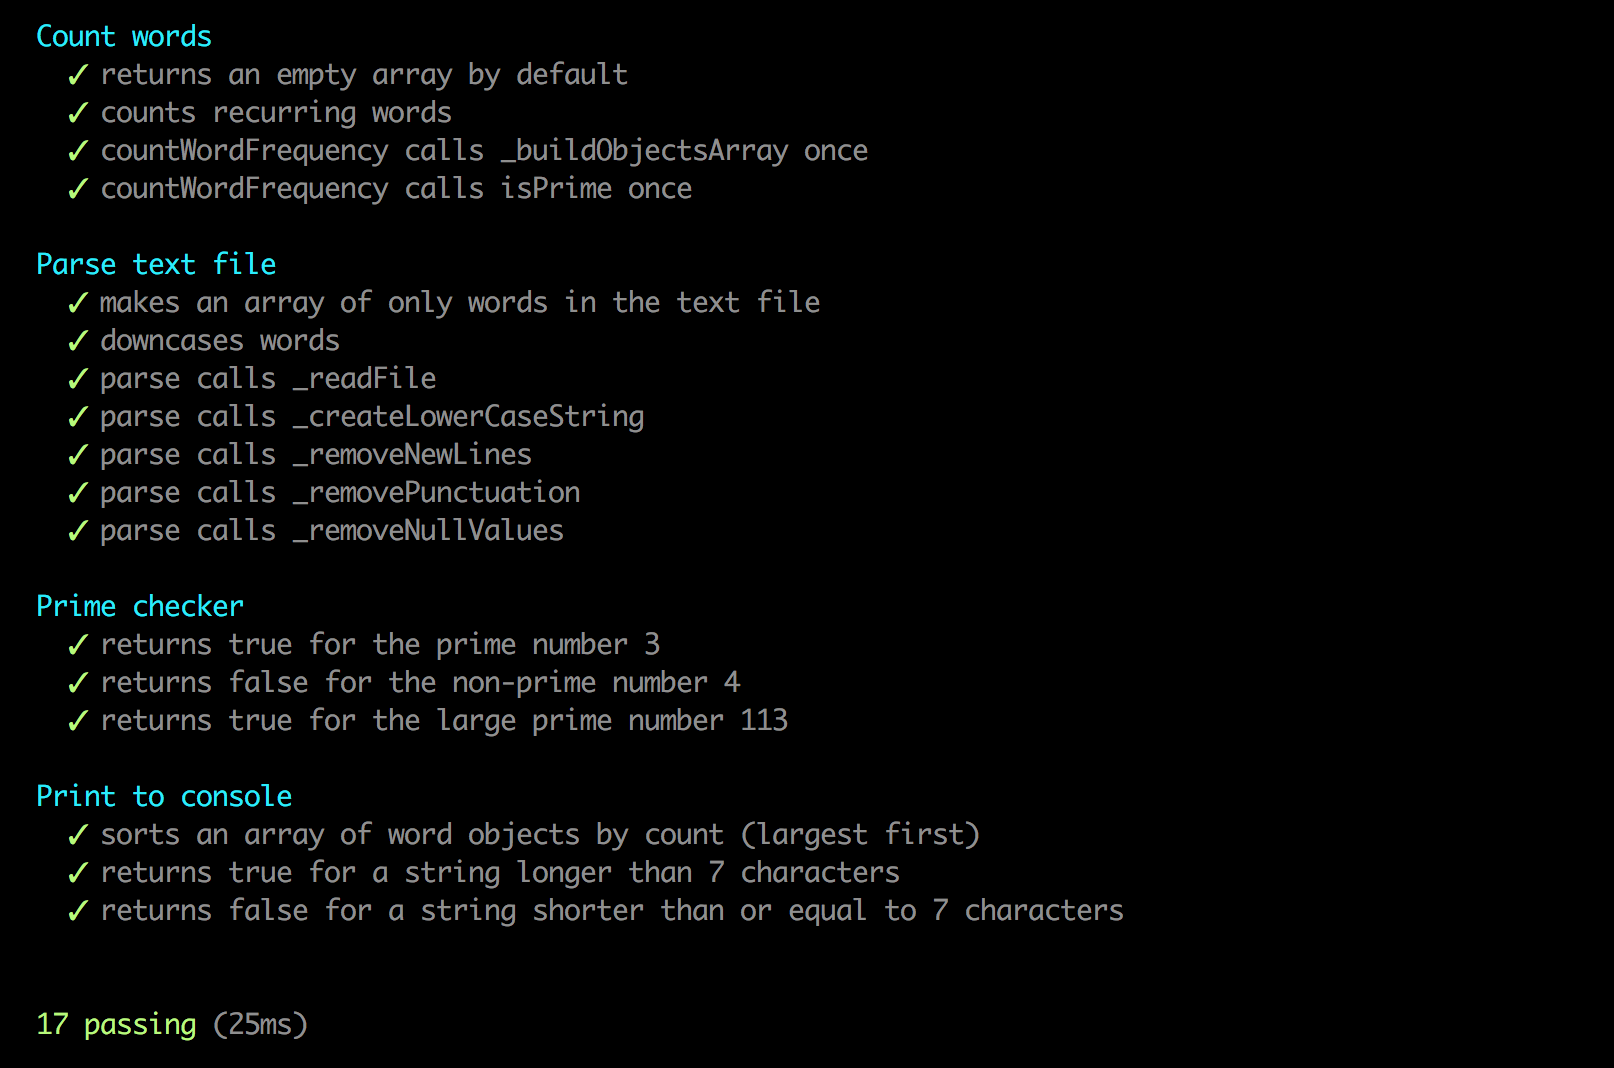 Count words
✓ returns an empty array by default
✓ counts recurring words
✓ countWordFrequency calls _buildObjectsArray once
✓ countWordFrequency calls isPrime once
Parse text file
✓ makes an array of only words in the text file
✓ downcases words
✓ parse calls _readFile
✓ parse calls _createLowerCaseString
✓ parse calls _removeNewLines
✓ parse calls _removePunctuation
✓ parse calls _removeNullValues
Prime checker
✓ returns true for the prime number 3
✓ returns false for the non-prime number 4
✓ returns true for the large prime number 113
Print to console
✓ sorts an array of word objects by count (largest first)
✓ returns true for a string longer than 7 characters
✓ returns false for a string shorter than or equal to 7 characters
17 passing (25ms)